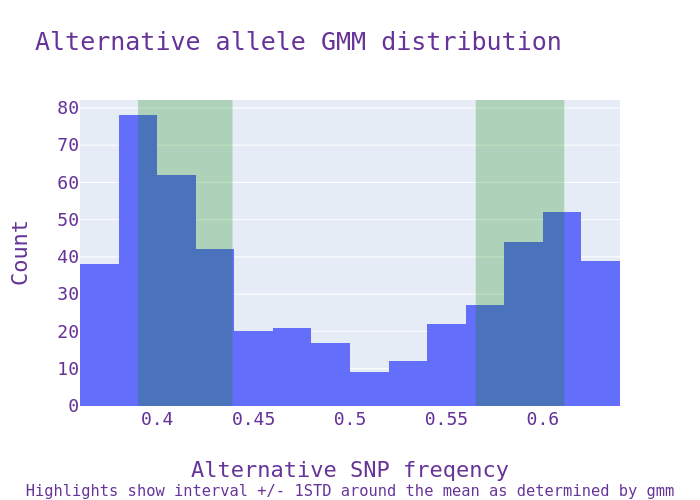 Alternative allele GMM distribution
80
70
60
50
40
30
20
10
0
Count
0.4 0.45 0.5 0.55 0.6
Alternative SNP freqency
Highlights show interval +/- 1STD around the mean as determined by gmm